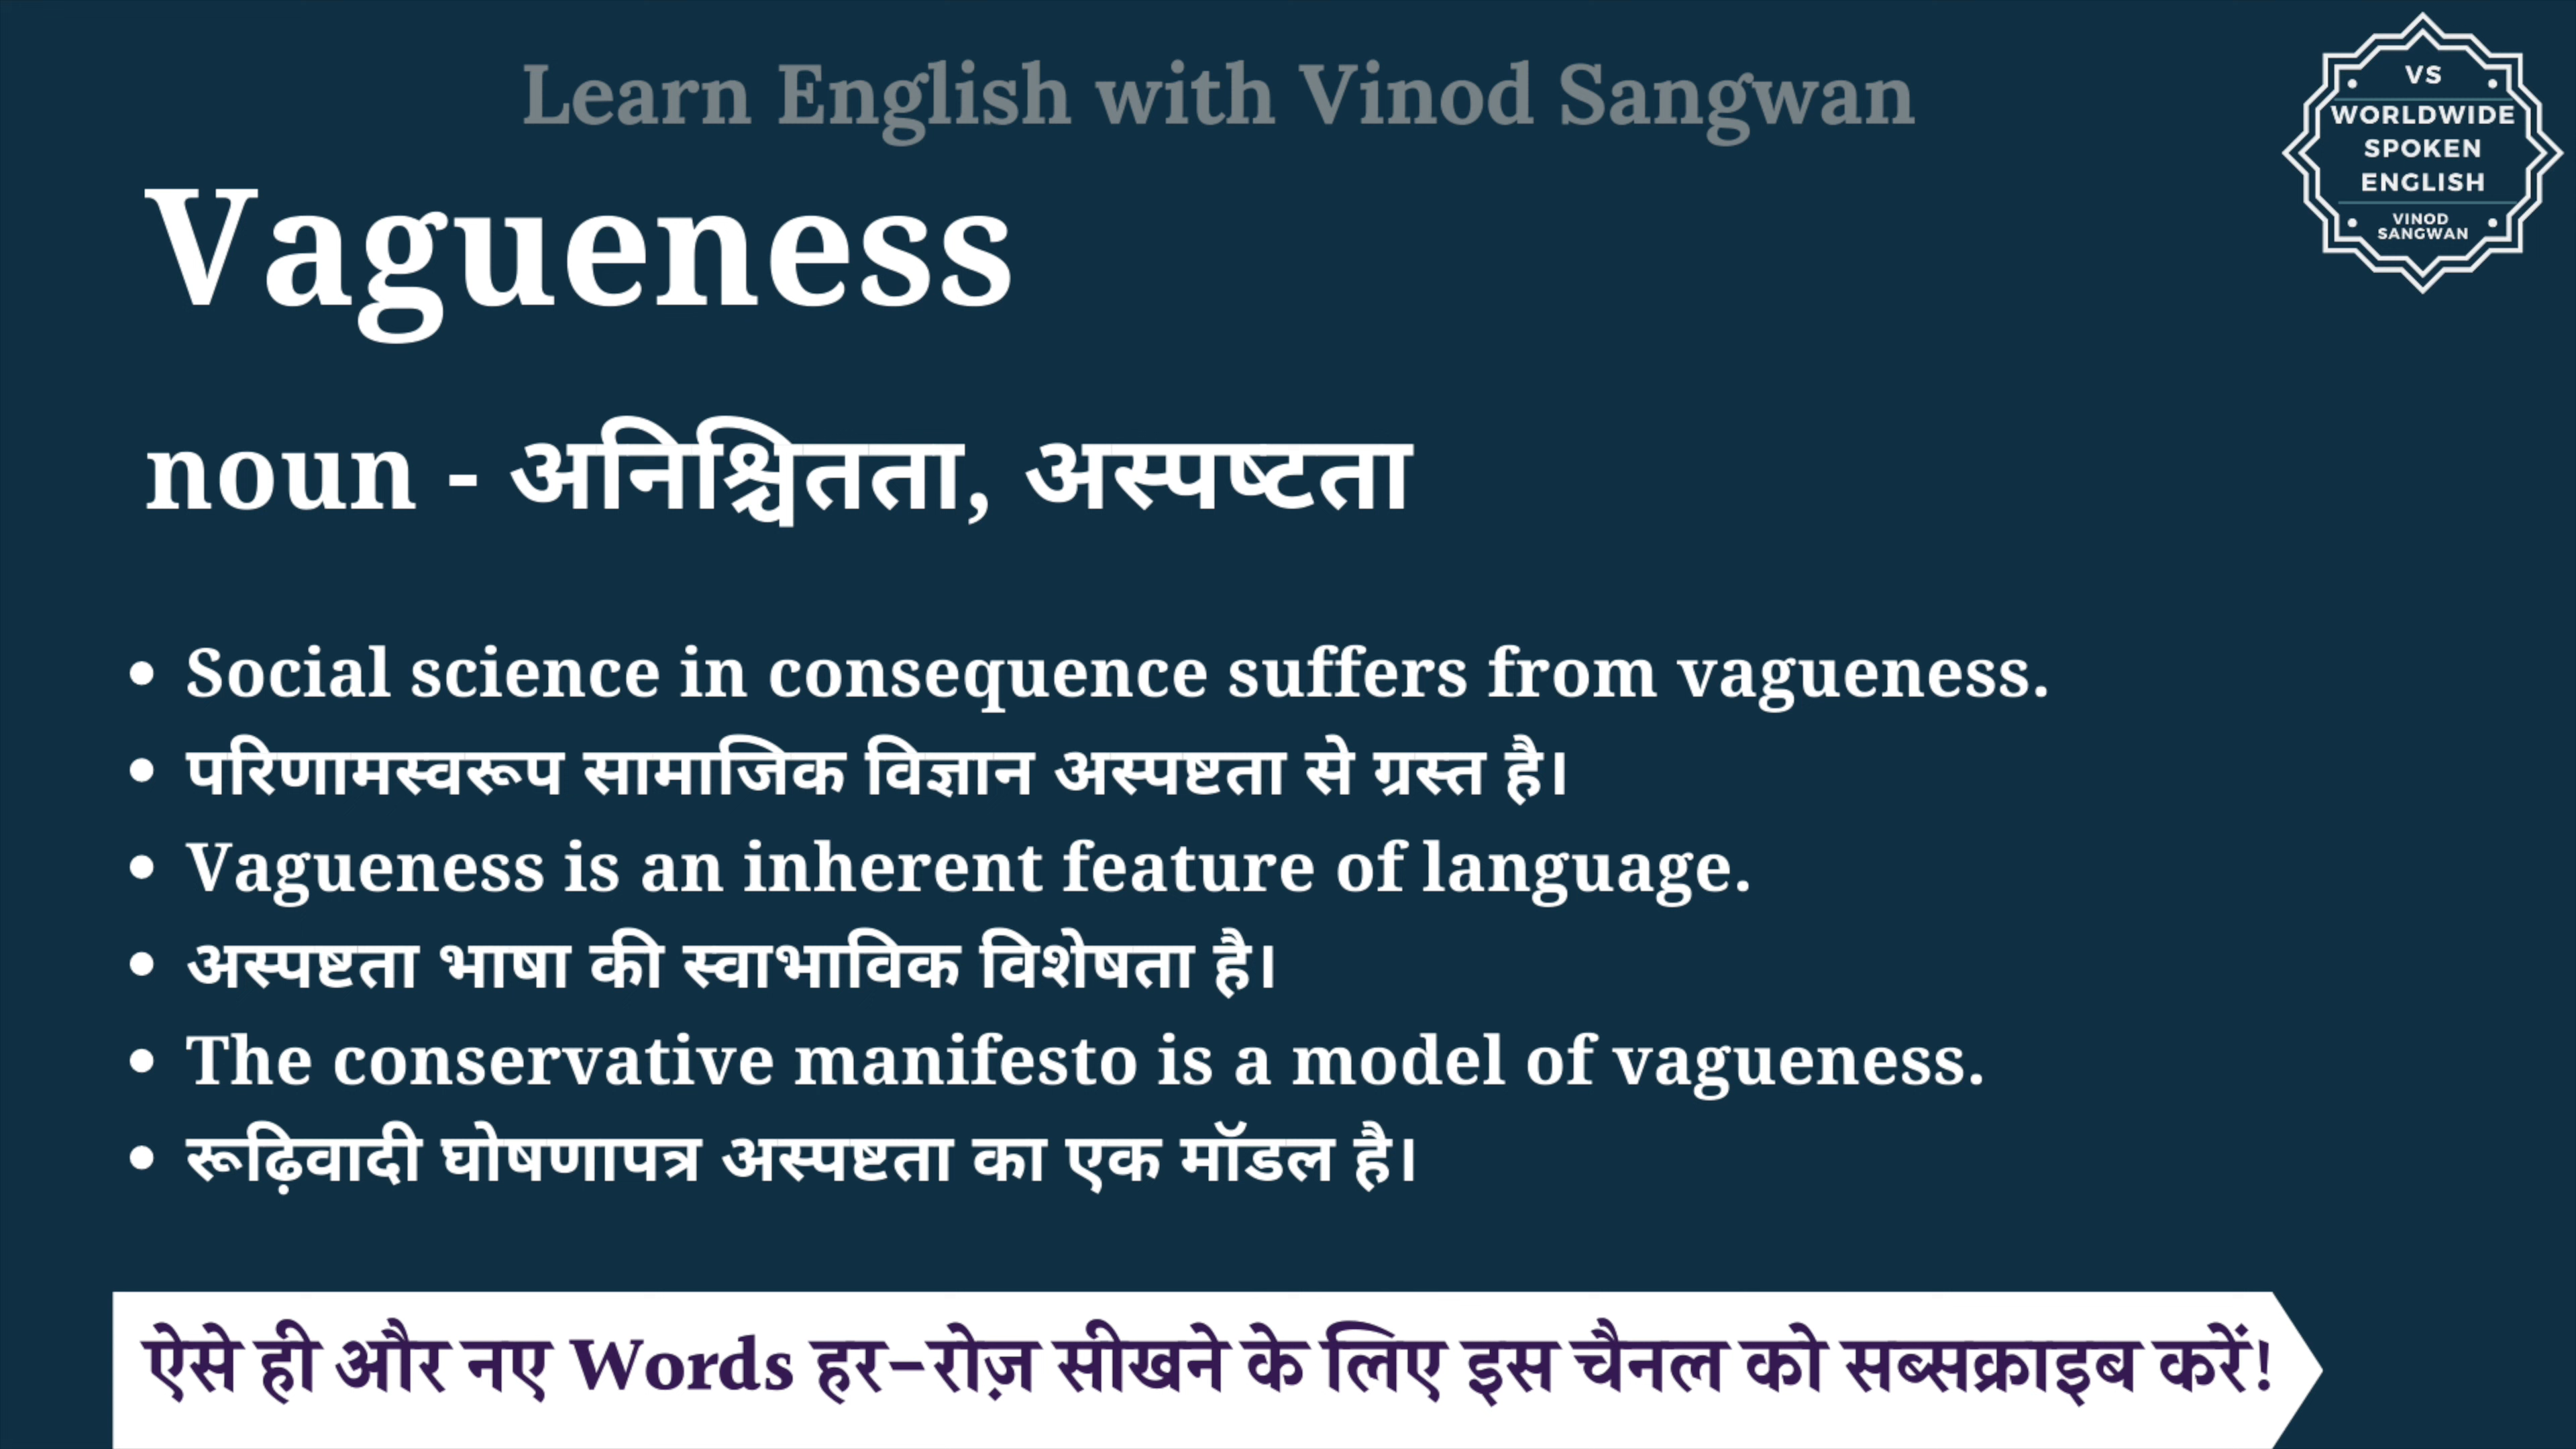 Learn English with Vinod Sangwan
VS
WORLDWIDE
SPOKEN
ENGLISH
VINOD
SANGWAN
Vagueness
noun - अनिश्चितता, अस्पष्टता
• Social science in consequence suffers from vagueness.
• परिणामस्वरूप सामाजिक विज्ञान अस्पष्टता से ग्रस्त है।
• Vagueness is an inherent feature of language.
• अस्पष्टता भाषा की स्वाभाविक विशेषता है।
• The conservative manifesto is a model of vagueness.
• रूढ़िवादी घोषणापत्र अस्पष्टता का एक मॉडल है।
ऐसे ही और नए Words हर-रोज़ सीखने के लिए इस चैनल को सब्सक्राइब करें!